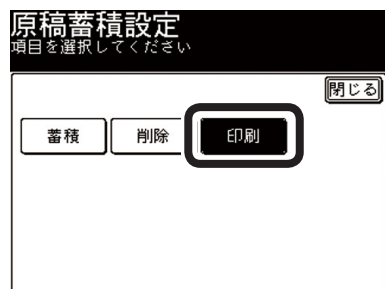 原稿蓄積設定
項目を選択してください
閉じる
蓄積 削除 印刷